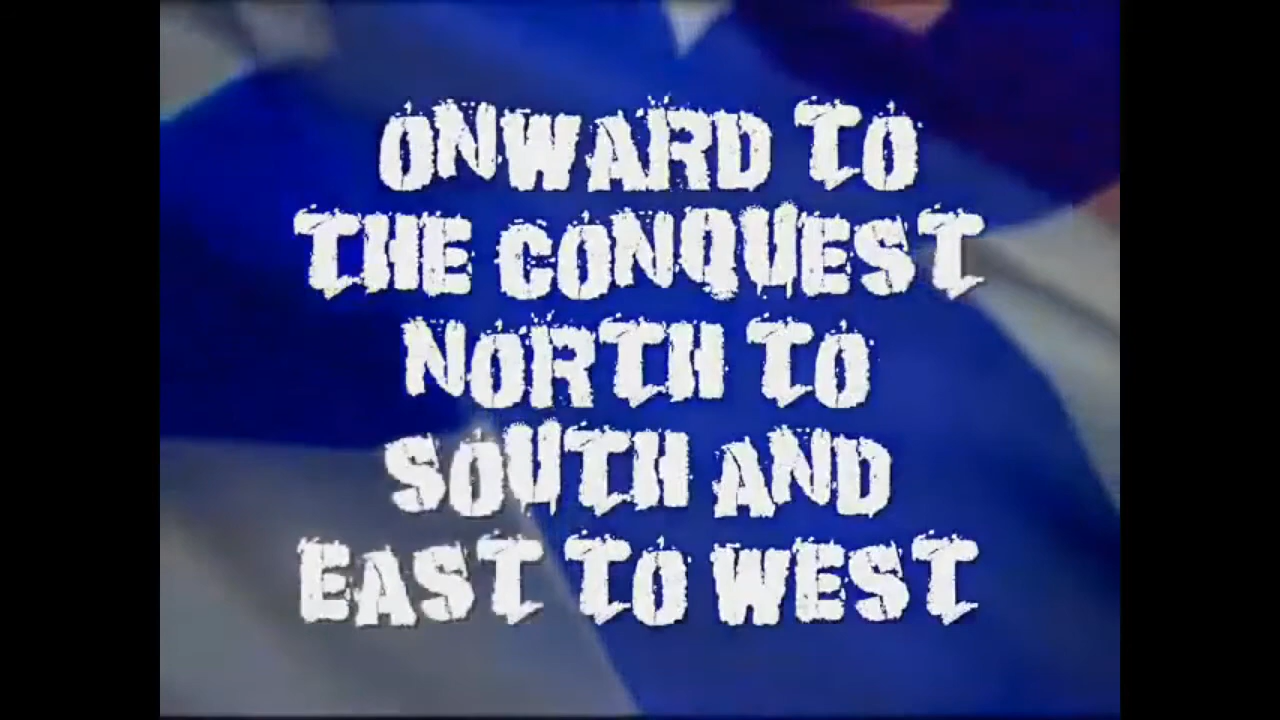 ONWARD TO
THE CONQUEST
NORTH TO
SOUTH AND
EAST TO WEST